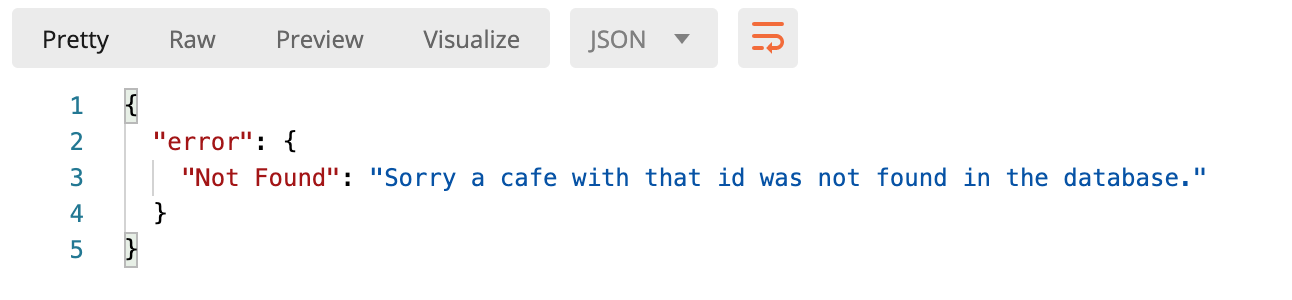 Pretty Raw Preview Visualize JSON
1 {
2   "error": {
3     "Not Found": "Sorry a cafe with that id was not found in the database."
4   }
5 }